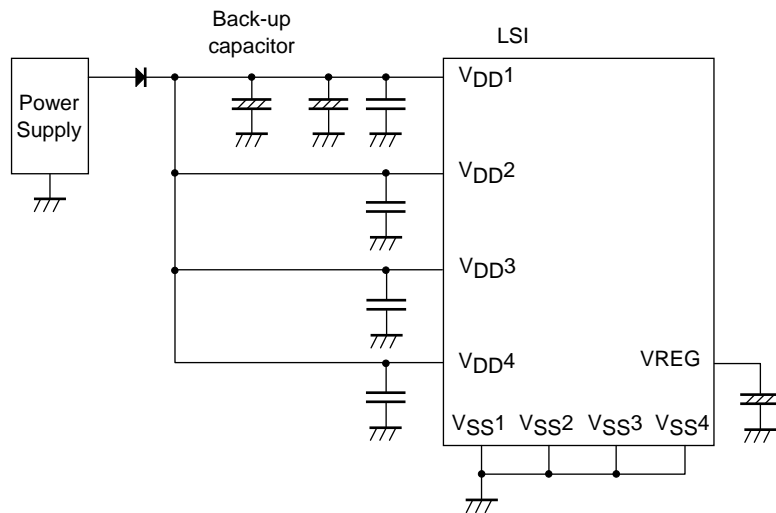 Back-up
capacitor
LSI
Power
Supply
VDD1
VDD2
VDD3
VDD4
VREG
VSS1 VSS2 VSS3 VSS4